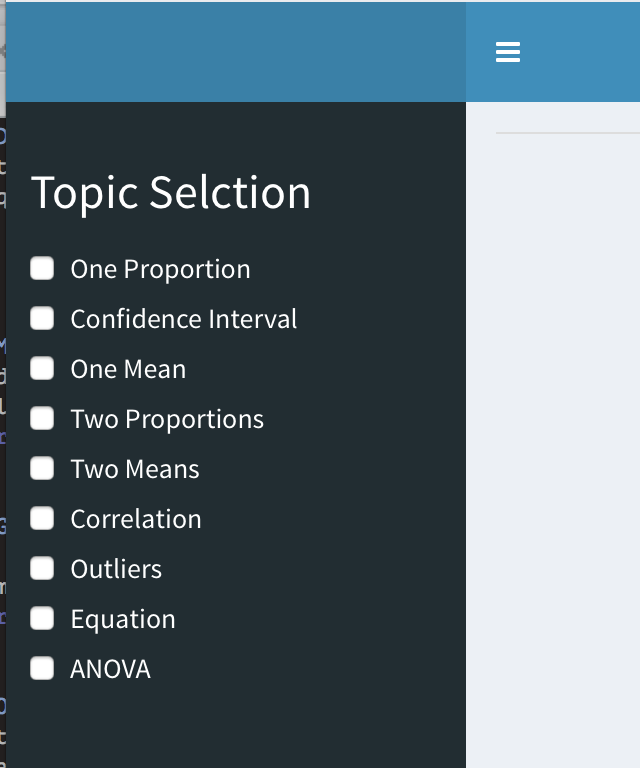 Topic Selction
One Proportion
Confidence Interval
One Mean
Two Proportions
Two Means
Correlation
Outliers
Equation
ANOVA